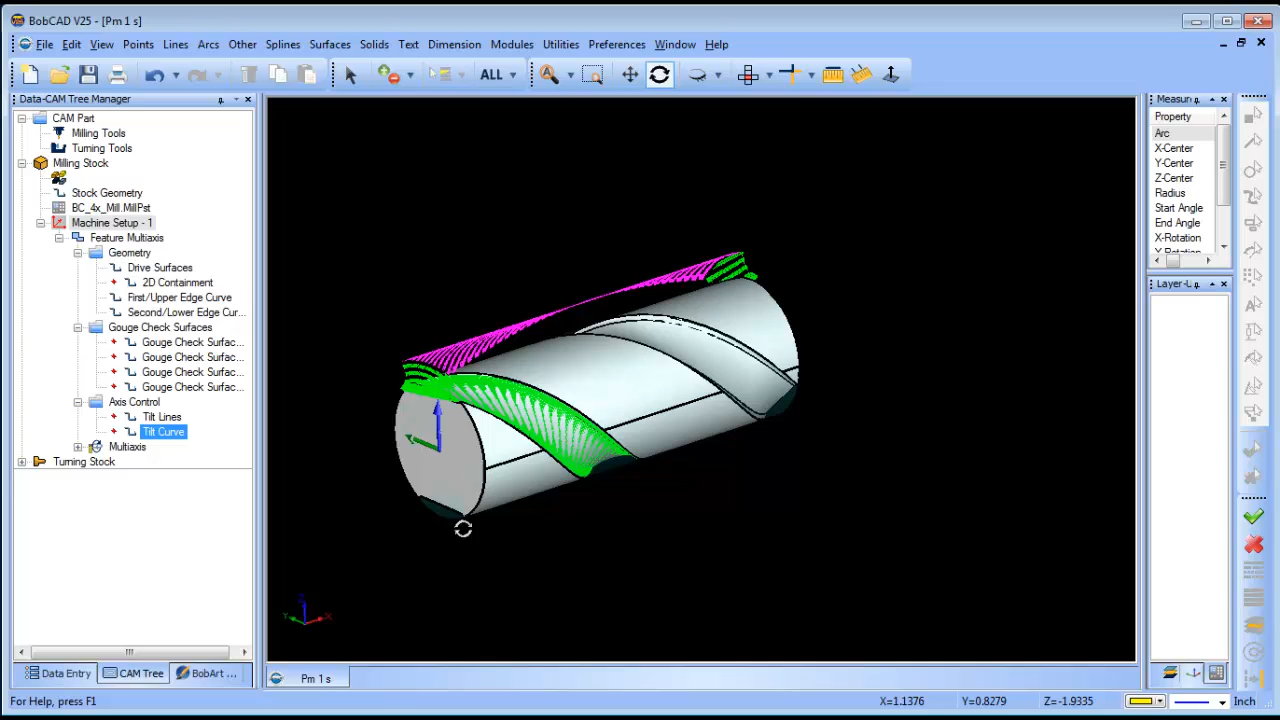 BobCAD V25 - [Pm 1 s]
File Edit View Points Lines Arcs Other Splines Surfaces Solids Text Dimension Modules Utilities Preferences Window Help
ALL
Data-CAM Tree Manager
CAM Part
Milling Tools
Turning Tools
Milling Stock
Stock Geometry
BC_4x_Mill.MillPst
Machine Setup - 1
Feature Multiaxis
Geometry
Drive Surfaces
2D Containment
First/Upper Edge Curve
Second/Lower Edge Cur...
Gouge Check Surfaces
Gouge Check Surfac...
Gouge Check Surfac...
Gouge Check Surfac...
Gouge Check Surfac...
Axis Control
Tilt Lines
Tilt Curve
Multiaxis
Turning Stock
Data Entry CAM Tree BobArt ...
Z
Y X
Pm 1 s
Measur
Property
Arc
X-Center
Y-Center
Z-Center
Radius
Start Angle
End Angle
X-Rotation
Y-Rotation
Layer-L
For Help, press F1 X=1.1376 Y=0.8279 Z=-1.9335 Inch